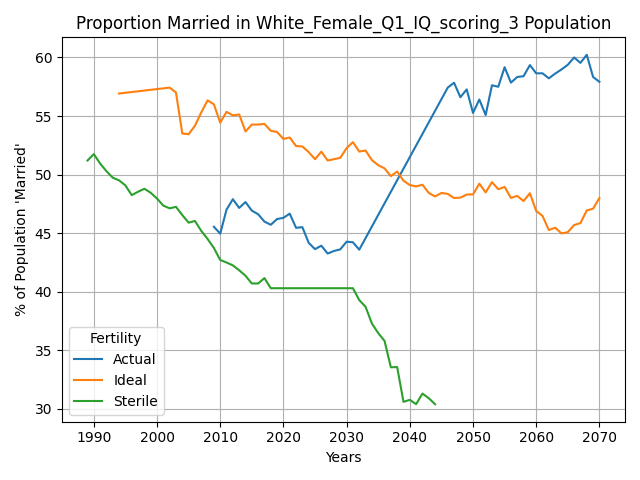 Proportion Married in White_Female_Q1_IQ_scoring_3 Population
% of Population 'Married'
60
55
50
45
40
35
30
Fertility
Actual
Ideal
Sterile
1990 2000 2010 2020 2030 2040 2050 2060 2070
Years